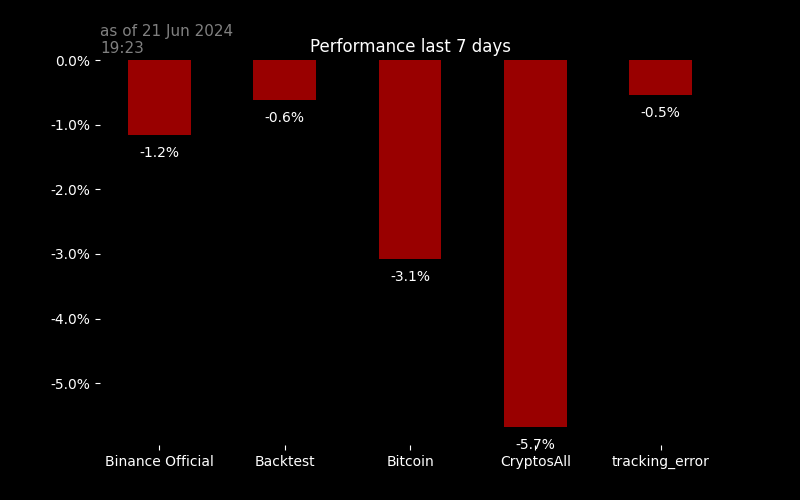 as of 21 Jun 2024
19:23
Performance last 7 days
0.0%
-1.0%
-2.0%
-3.0%
-4.0%
-5.0%
-1.2%
-0.6%
-3.1%
-5.7%
-0.5%
Binance Official
Backtest
Bitcoin
CryptosAll
tracking_error